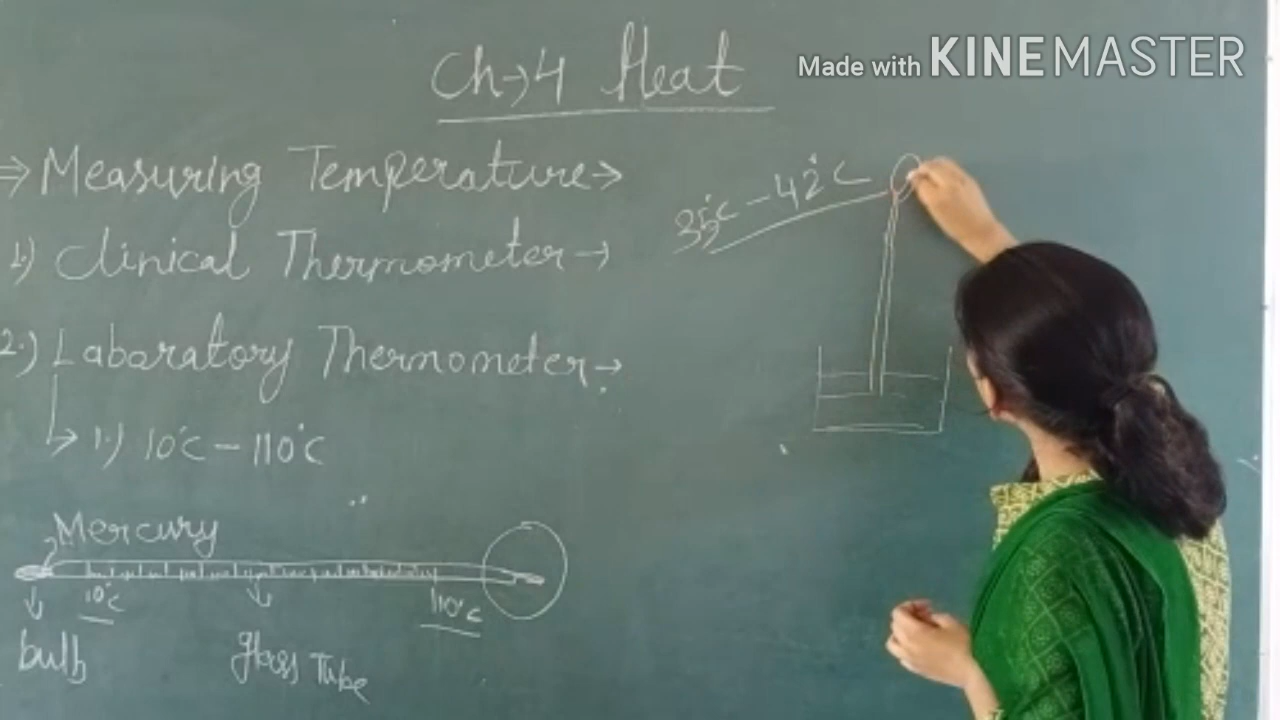 Made with KINEMASTER
Ch→4 Heat
⇒ Measuring Temperature→
1.) Clinical Thermometer→
35°C - 42°C
2.) Laboratory Thermometer→
→ 1.) 10°C - 110°C
Mercury
10°C
110°C
bulb
glass Tube